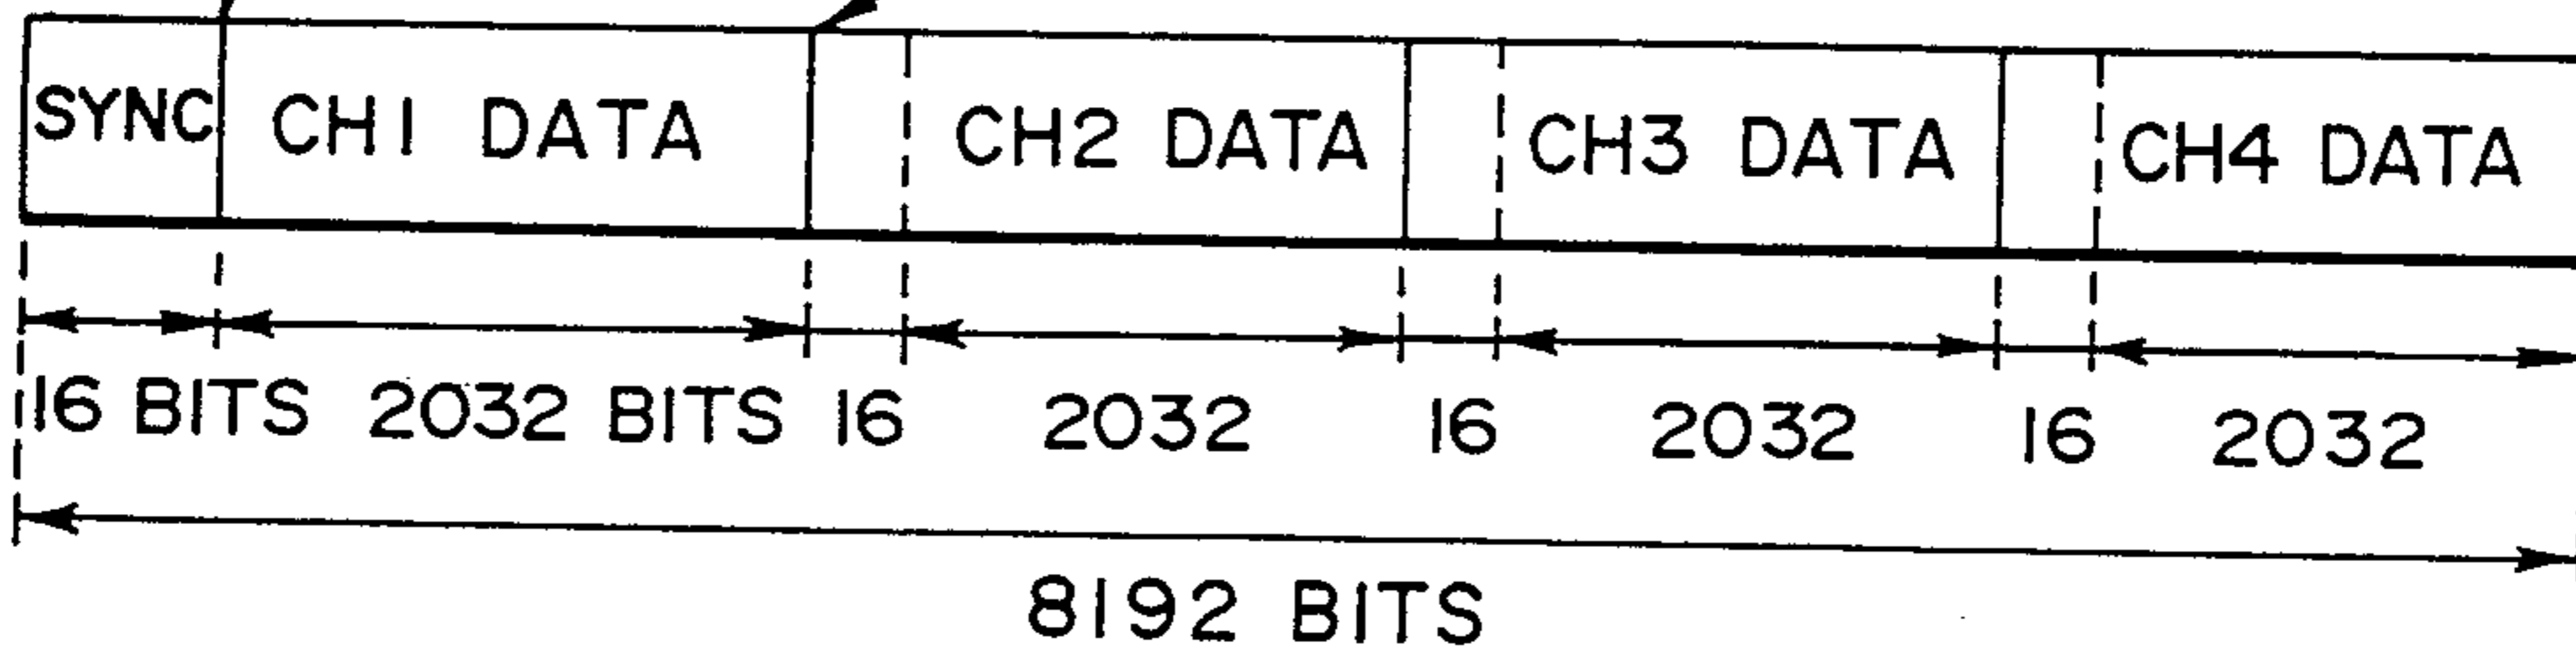 SYNC CH1 DATA CH2 DATA CH3 DATA CH4 DATA
16 BITS 2032 BITS 16 2032 16 2032 16 2032
8192 BITS